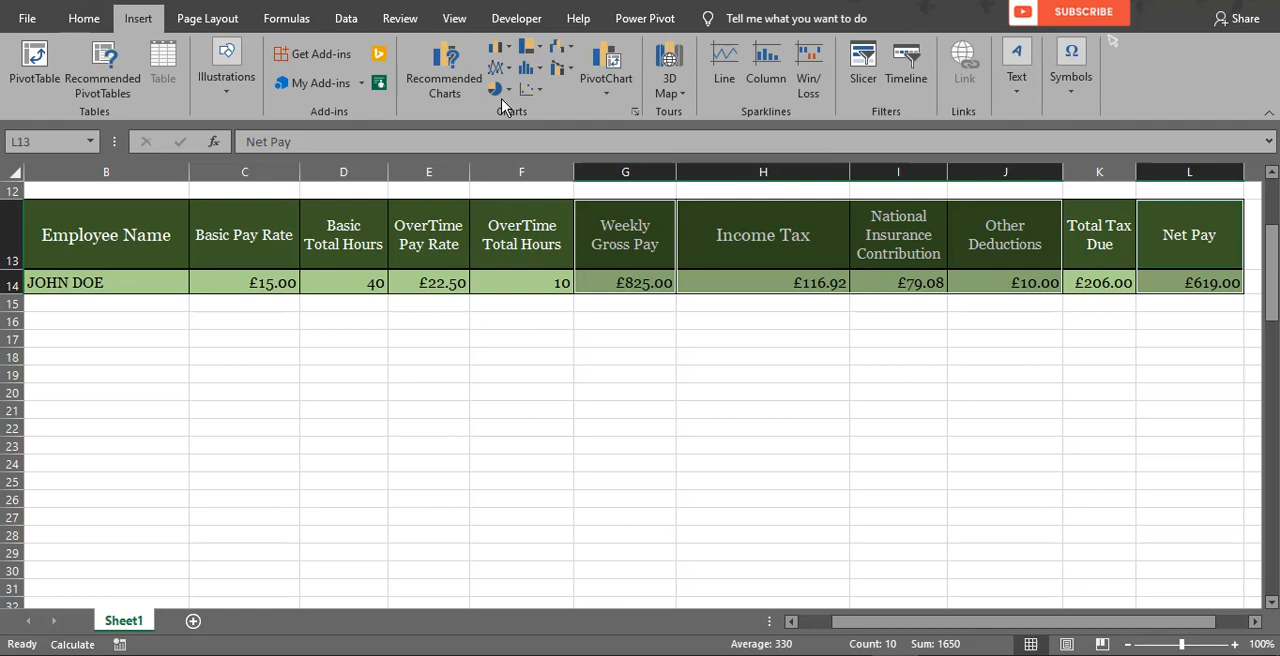 File Home Insert Page Layout Formulas Data Review View Developer Help Power Pivot Tell me what you want to do SUBSCRIBE Share
PivotTable
Recommended
PivotTables
Table
Illustrations
Get Add-ins
My Add-ins
Recommended
Charts
PivotChart
3D
Map
Line
Column
Win/
Loss
Slicer
Timeline
Link
Text
Symbols
Tables Add-ins Charts Tours Sparklines Filters Links
L13 fx Net Pay
B C D E F G H I J K L
12
13
Employee Name
Basic Pay Rate
Basic
Total Hours
OverTime
Pay Rate
OverTime
Total Hours
Weekly
Gross Pay
Income Tax
National
Insurance
Contribution
Other
Deductions
Total Tax
Due
Net Pay
14 JOHN DOE £15.00 40 £22.50 10 £825.00 £116.92 £79.08 £10.00 £206.00 £619.00
15
16
17
18
19
20
21
22
23
24
25
26
27
28
29
30
31
32
Sheet1
Ready Calculate Average: 330 Count: 10 Sum: 1650 100%